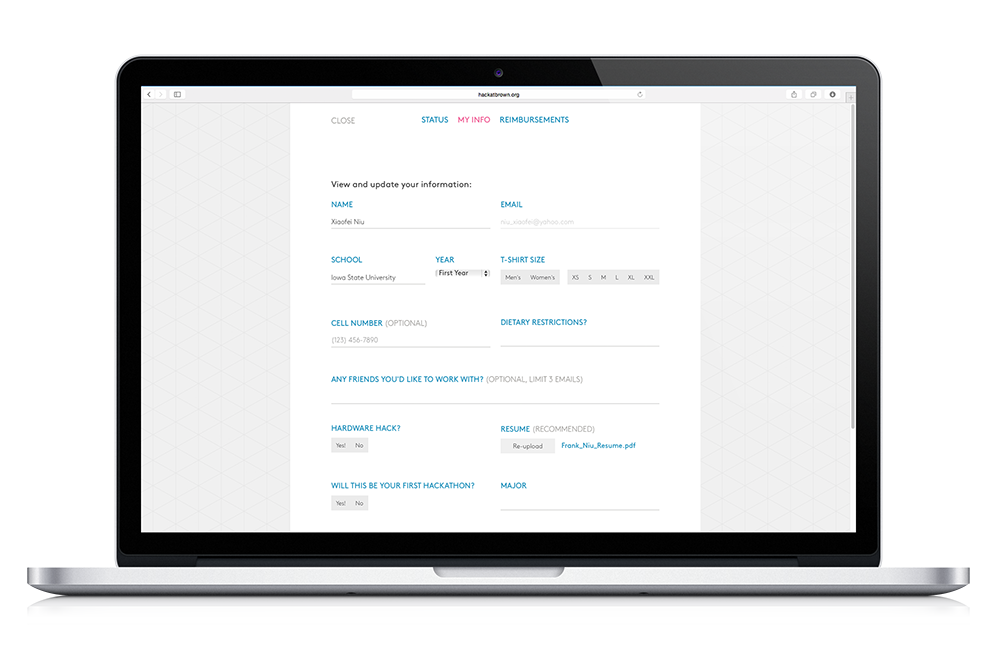 hackatbrown.org
CLOSE STATUS MY INFO REIMBURSEMENTS
View and update your information:
NAME EMAIL
Xiaofei Niu niu_xiaofei@yahoo.com
SCHOOL YEAR T-SHIRT SIZE
Iowa State University First Year Men's Women's XS S M L XL XXL
CELL NUMBER (OPTIONAL) DIETARY RESTRICTIONS?
(123) 456-7890
ANY FRIENDS YOU'D LIKE TO WORK WITH? (OPTIONAL, LIMIT 3 EMAILS)
HARDWARE HACK? RESUME (RECOMMENDED)
Yes! No Re-upload Frank_Niu_Resume.pdf
WILL THIS BE YOUR FIRST HACKATHON? MAJOR
Yes! No